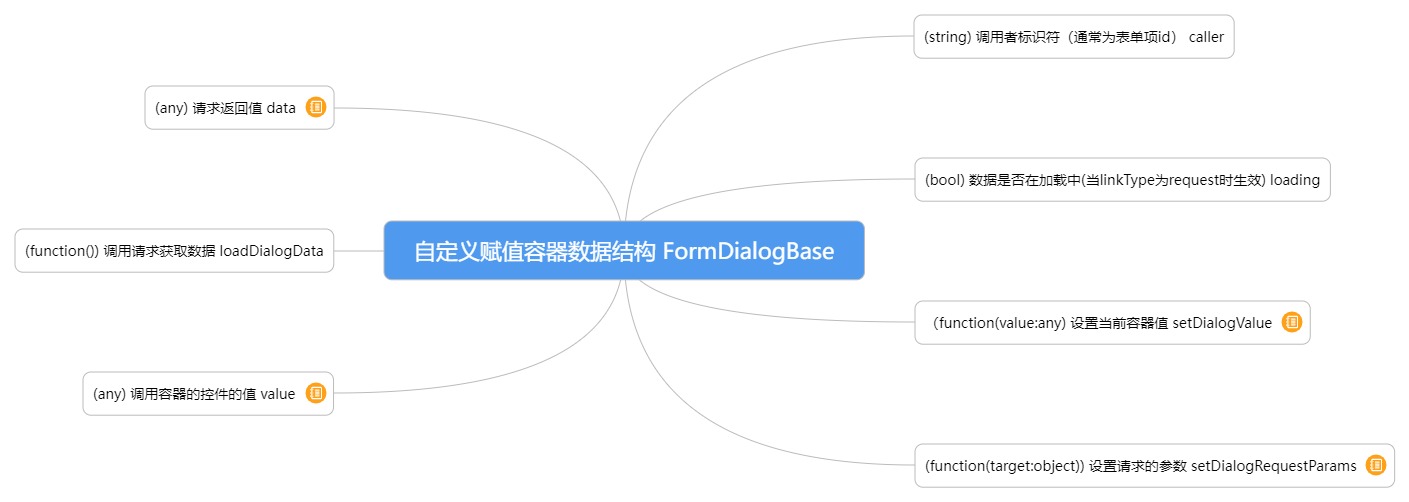 (string) 调用者标识符（通常为表单项id） caller
(any) 请求返回值 data
(bool) 数据是否在加载中(当linkType为request时生效) loading
(function()) 调用请求获取数据 loadDialogData
自定义赋值容器数据结构 FormDialogBase
（function(value:any) 设置当前容器值 setDialogValue
(any) 调用容器的控件的值 value
(function(target:object)) 设置请求的参数 setDialogRequestParams